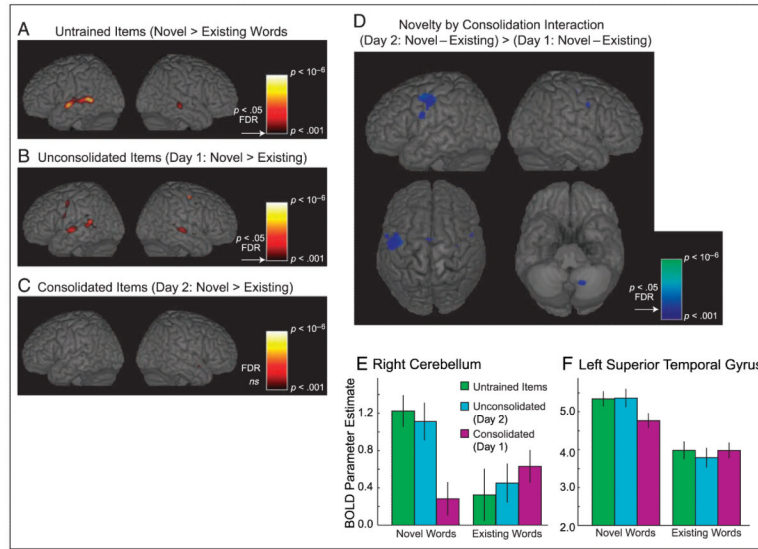 A
Untrained Items (Novel > Existing Words
p < 10⁻⁶
p < .05
FDR
p < .001
B
Unconsolidated Items (Day 1: Novel > Existing)
p < 10⁻⁶
p < .05
FDR
p < .001
C
Consolidated Items (Day 2: Novel > Existing)
p < 10⁻⁶
FDR
ns
p < .001
D
Novelty by Consolidation Interaction
(Day 2: Novel – Existing) > (Day 1: Novel – Existing)
p < 10⁻⁶
p < .05
FDR
p < .001
E Right Cerebellum
BOLD Parameter Estimate
1.2
0.8
0.4
0.0
Untrained Items
Unconsolidated
(Day 2)
Consolidated
(Day 1)
Novel Words Existing Words
F Left Superior Temporal Gyrus
5.0
4.0
3.0
2.0
Novel Words Existing Words